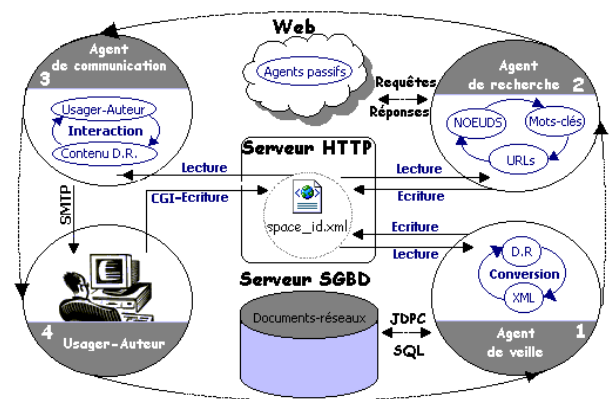 Web
Agent
de communication
3
Agents passifs
Requêtes
Réponses
Agent
de recherche
2
Usager-Auteur
Interaction
Contenu D.R.
NOEUDS
Mots-clés
URLs
Serveur HTTP
Lecture
Lecture
CGI-Ecriture
Ecriture
SMTP
space_id.xml
Ecriture
Lecture
D.R
Conversion
XML
Serveur SGBD
Documents-réseaux
JDPC
SQL
4
Usager-Auteur
Agent
de veille
1